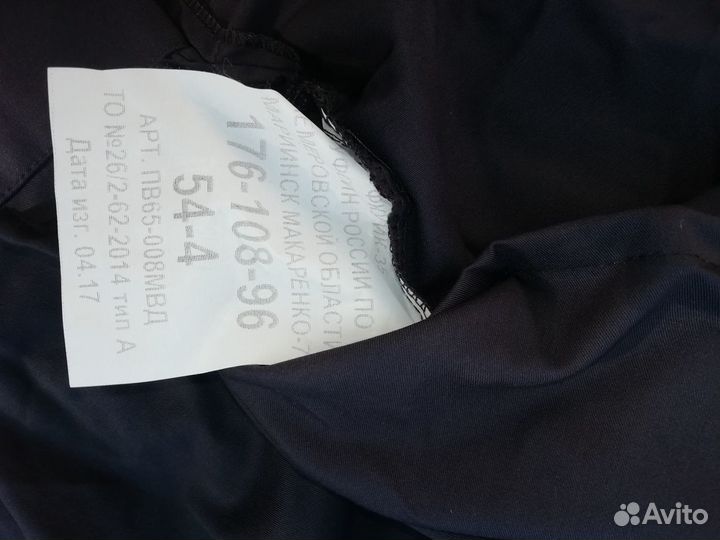 ФИН РОССИИ ПО
КЕМЕРОВСКОЙ ОБЛАСТИ
МАРИИНСК МАКАРЕНКО-7
176-108-96
54-4
АРТ. ПВ65-008МВД
ТО №26/2-62-2014 тип А
Дата изг. 04.17
Avito